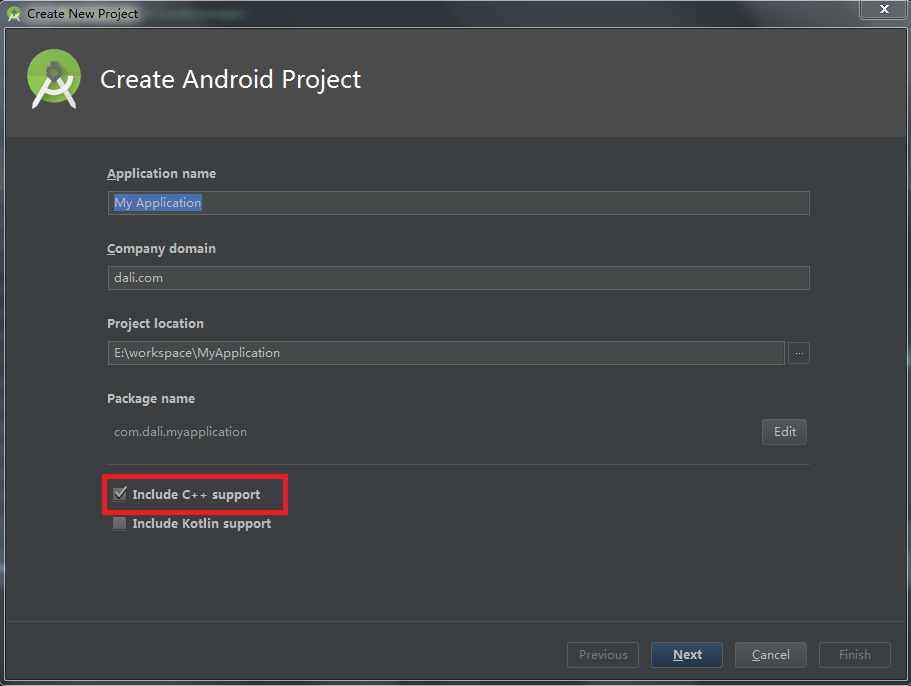 Create New Project
Create Android Project
Application name
My Application
Company domain
dali.com
Project location
E:\workspace\MyApplication
...
Package name
com.dali.myapplication
Edit
Include C++ support
Include Kotlin support
Previous Next Cancel Finish